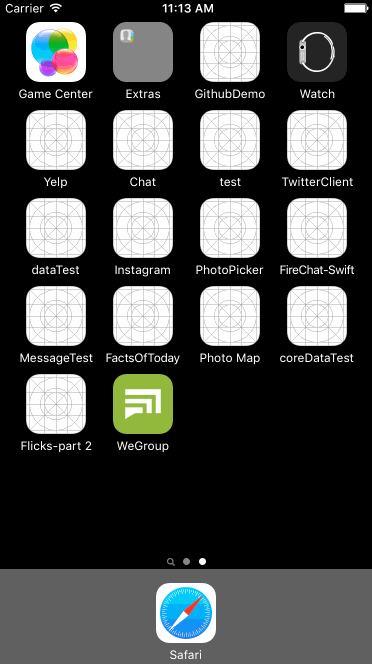 Carrier 11:13 AM
Game Center Extras GithubDemo Watch
Yelp Chat test TwitterClient
dataTest Instagram PhotoPicker FireChat-Swift
MessageTest FactsOfToday Photo Map coreDataTest
Flicks-part 2 WeGroup
Safari